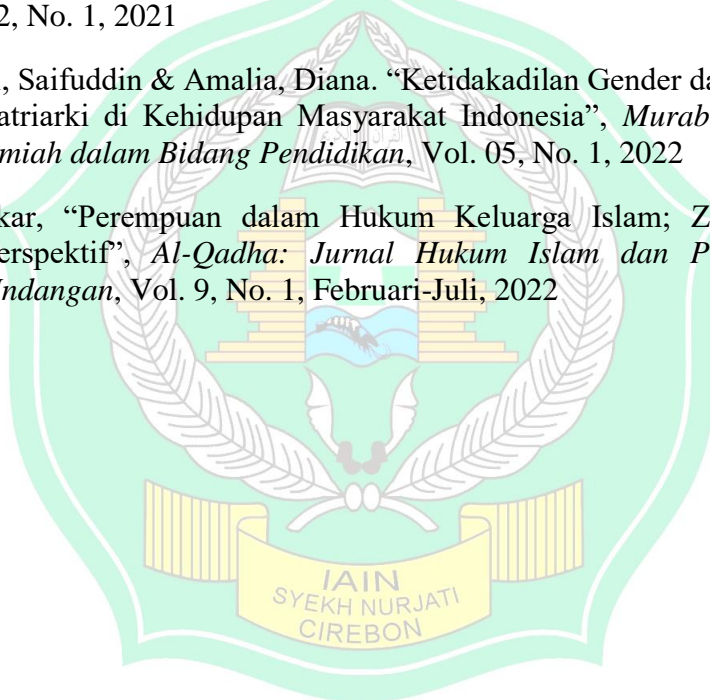 2, No. 1, 2021
, Saifuddin & Amalia, Diana. “Ketidakadilan Gender da
atriarki di Kehidupan Masyarakat Indonesia”, Murab
miah dalam Bidang Pendidikan, Vol. 05, No. 1, 2022
kar, “Perempuan dalam Hukum Keluarga Islam; Z
erspektif”, Al-Qadha: Jurnal Hukum Islam dan P
Indangan, Vol. 9, No. 1, Februari-Juli, 2022
IAIN
SYEKH NURJATI
CIREBON